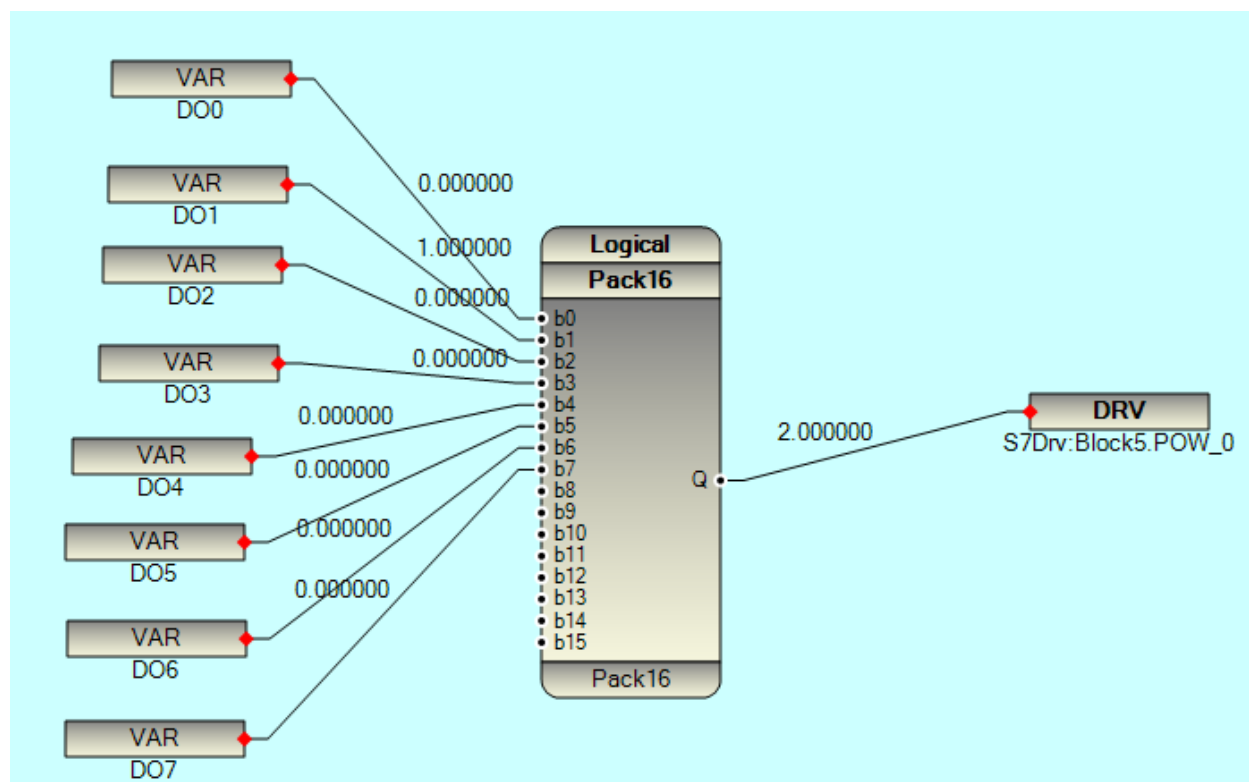 VAR
DO0
0.000000
VAR
DO1
1.000000
VAR
DO2
0.000000
VAR
DO3
0.000000
VAR
DO4
0.000000
VAR
DO5
0.000000
VAR
DO6
0.000000
VAR
DO7
0.000000
Logical
Pack16
b0
b1
b2
b3
b4
b5
b6
b7
b8
b9
b10
b11
b12
b13
b14
b15
Q
Pack16
2.000000
DRV
S7Drv:Block5.POW_0